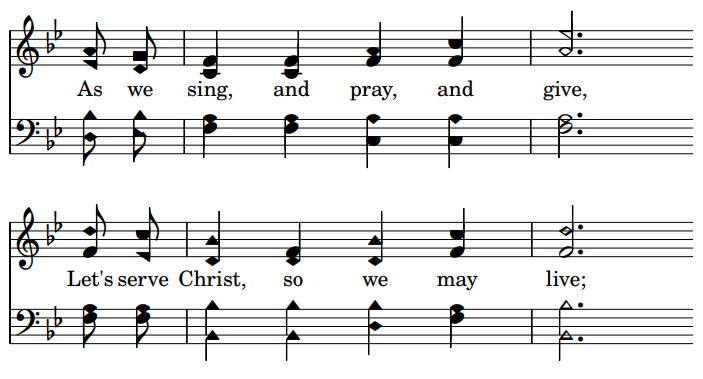 As we sing, and pray, and give,
Let's serve Christ, so we may live;